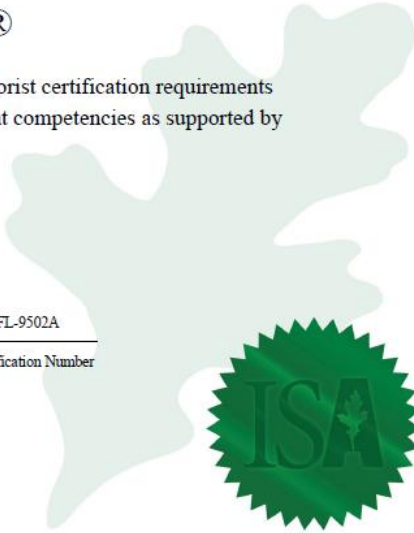 ®
orist certification requirements
t competencies as supported by
FL-9502A
fication Number
ISA